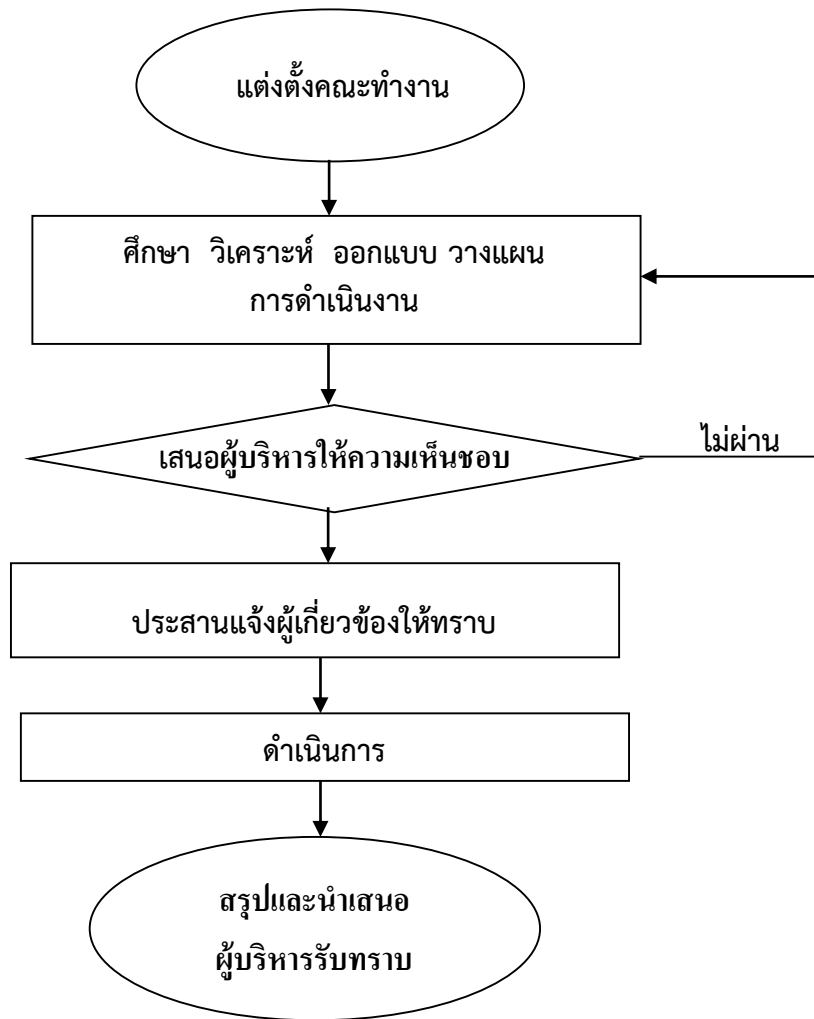 แต่งตั้งคณะทำงาน
ศึกษา วิเคราะห์ ออกแบบ วางแผน
การดำเนินงาน
เสนอผู้บริหารให้ความเห็นชอบ
ไม่ผ่าน
ประสานแจ้งผู้เกี่ยวข้องให้ทราบ
ดำเนินการ
สรุปและนำเสนอ
ผู้บริหารรับทราบ